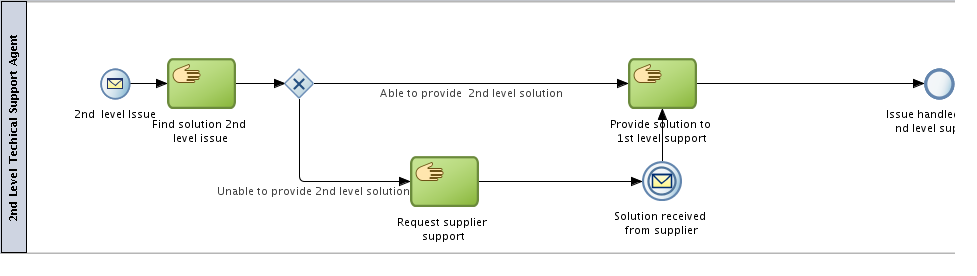 2nd Level Techical Support Agent
2nd  level Issue
Find solution 2nd
level issue
Able to provide  2nd level solution
Unable to provide 2nd level solution
Request supplier
support
Provide solution to
1st level support
Solution received
from supplier
Issue handle
nd level sup